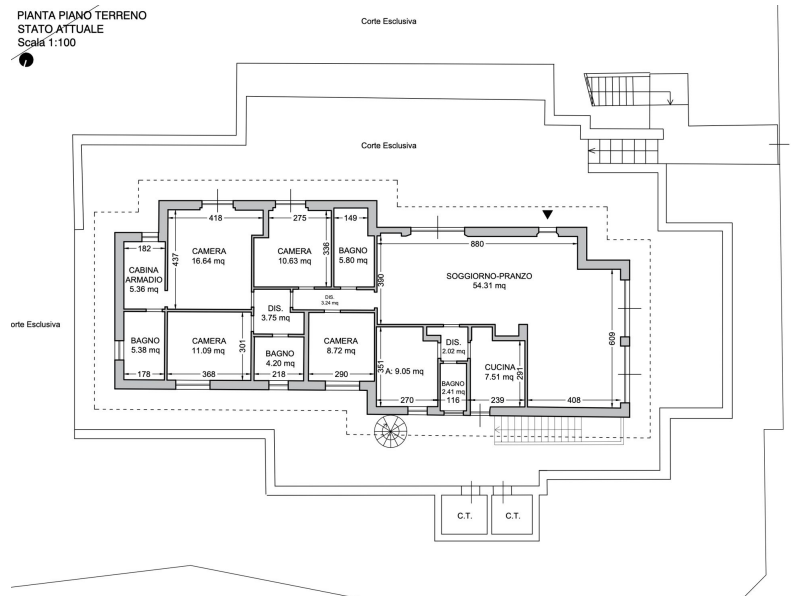 PIANTA PIANO TERRENO
STATO ATTUALE
Scala 1:100
Corte Esclusiva
Corte Esclusiva
418
275
149
880
182
437
CAMERA
16.64 mq
CAMERA
10.63 mq
336
BAGNO
5.80 mq
390
SOGGIORNO-PRANZO
54.31 mq
CABINA
ARMADIO
5.36 mq
DIS.
3.24 mq
DIS.
3.75 mq
orte Esclusiva
BAGNO
5.38 mq
CAMERA
11.09 mq
301
BAGNO
4.20 mq
CAMERA
8.72 mq
351
A: 9.05 mq
DIS.
2.02 mq
CUCINA
7.51 mq
291
609
BAGNO
2.41 mq
178
368
218
290
270
116
239
408
C.T.
C.T.